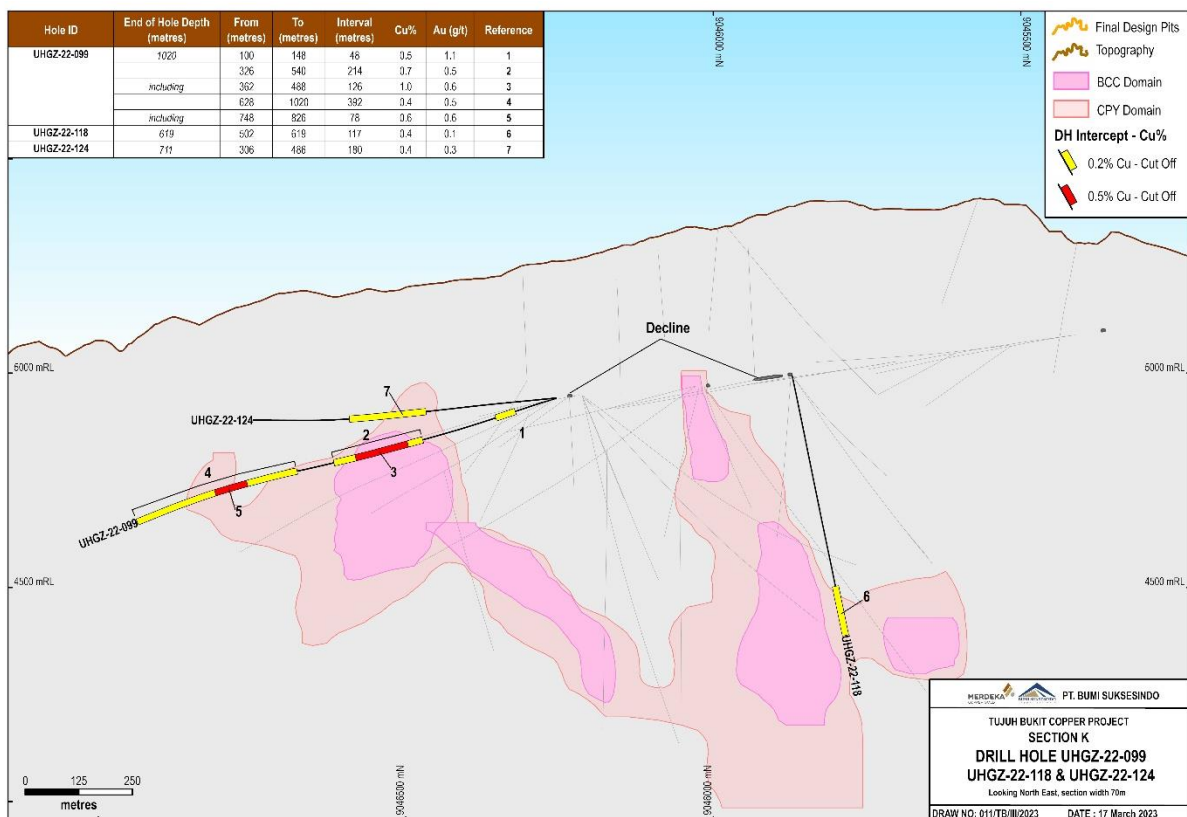 Hole ID End of Hole Depth (metres) From (metres) To (metres) Interval (metres) Cu% Au (g/t) Reference
UHGZ-22-099 1020 100 148 48 0.5 1.1 1
326 540 214 0.7 0.5 2
including 362 488 126 1.0 0.6 3
628 1020 392 0.4 0.5 4
including 748 826 78 0.6 0.6 5
UHGZ-22-118 619 502 619 117 0.4 0.1 6
UHGZ-22-124 711 306 486 180 0.4 0.3 7
9046000 mN
9045500 mN
Final Design Pits
Topography
BCC Domain
CPY Domain
DH Intercept - Cu%
0.2% Cu - Cut Off
0.5% Cu - Cut Off
Decline
5000 mRL
5000 mRL
7
UHGZ-22-124
1
2
3
4
5
UHGZ-22-099
4500 mRL
4500 mRL
6
UHGZ-22-118
0 125 250
metres
9046500 mN
9046000 mN
MERDEKA
BUMI SUKSESINDO
PT. BUMI SUKSESINDO
TUJUH BUKIT COPPER PROJECT
SECTION K
DRILL HOLE UHGZ-22-099
UHGZ-22-118 & UHGZ-22-124
Looking North East, section width 70m
DRAW NO: 011/TB/III/2023 DATE : 17 March 2023